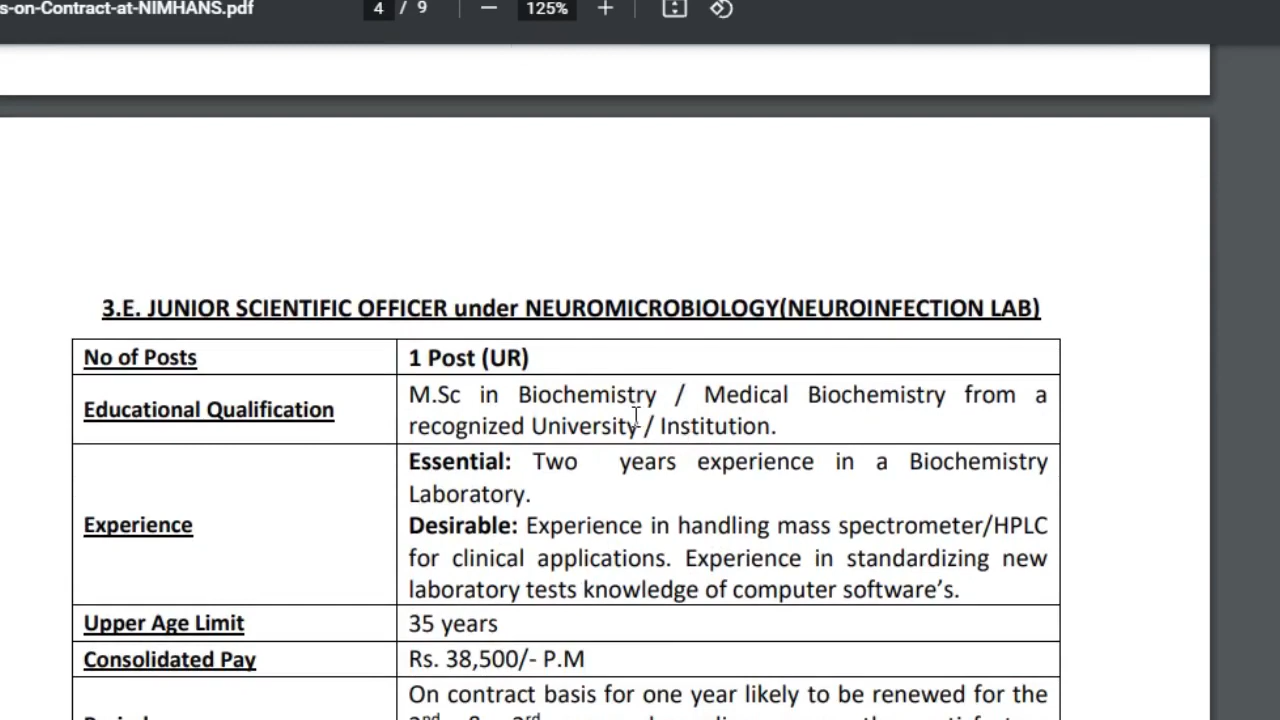 s-on-Contract-at-NIMHANS.pdf 4 / 9 — 125% +
3.E. JUNIOR SCIENTIFIC OFFICER under NEUROMICROBIOLOGY(NEUROINFECTION LAB)
No of Posts 1 Post (UR)
Educational Qualification M.Sc in Biochemistry / Medical Biochemistry from a
recognized University / Institution.
Experience Essential: Two years experience in a Biochemistry
Laboratory.
Desirable: Experience in handling mass spectrometer/HPLC
for clinical applications. Experience in standardizing new
laboratory tests knowledge of computer software’s.
Upper Age Limit 35 years
Consolidated Pay Rs. 38,500/- P.M
On contract basis for one year likely to be renewed for the